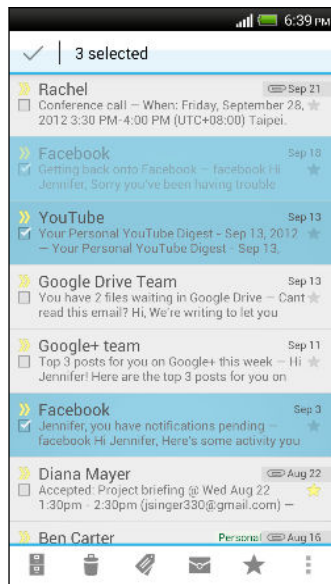 6:39 PM
3 selected
Rachel
Sep 21
Conference call – When: Friday, September 28,
2012 3:30 PM-4:00 PM (UTC+08:00) Taipei.
Facebook
Sep 18
Getting back onto Facebook – facebook Hi
Jennifer, Sorry you've been having trouble
YouTube
Sep 13
Your Personal YouTube Digest - Sep 13, 2012
– Your Personal YouTube Digest - Sep 13,
Google Drive Team
Sep 13
You have 2 files waiting in Google Drive – Cant
read this email? Hi, We're writing to let you
Google+ team
Sep 11
Top 3 posts for you on Google+ this week – Hi
Jennifer! Here are the top 3 posts for you on
Facebook
Sep 3
Jennifer, you have notifications pending –
facebook Hi Jennifer, Here's some activity you
Diana Mayer
Aug 22
Accepted: Project briefing @ Wed Aug 22
1:30pm - 2:30pm (jsinger330@gmail.com) –
Ben Carter
Personal Aug 16